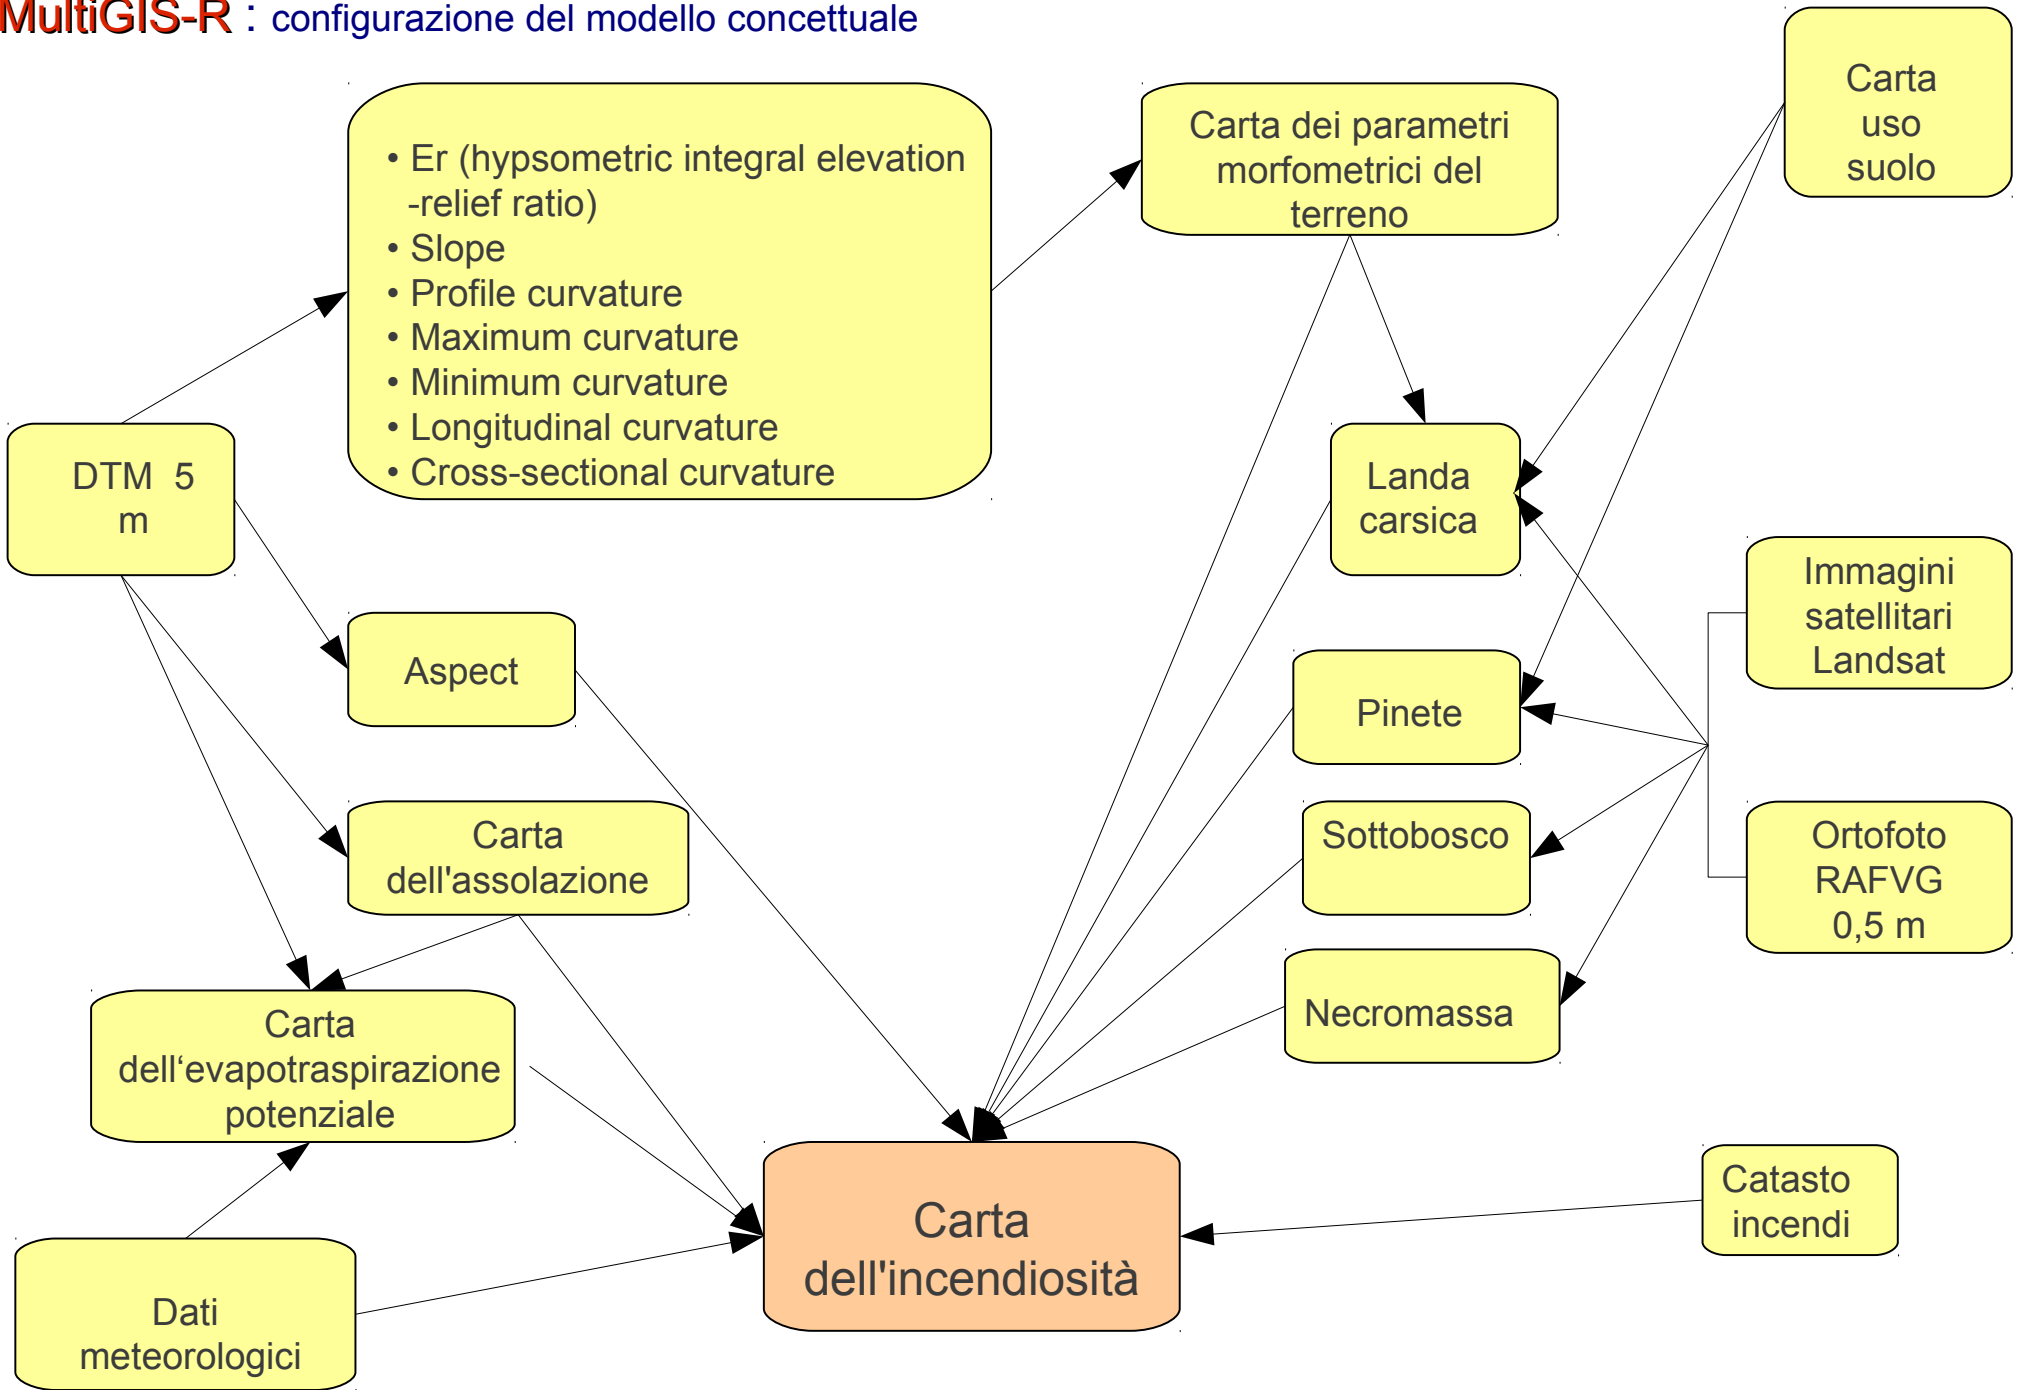 MultiGIS-R : configurazione del modello concettuale
• Er (hypsometric integral elevation
-relief ratio)
• Slope
• Profile curvature
• Maximum curvature
• Minimum curvature
• Longitudinal curvature
• Cross-sectional curvature
Carta dei parametri
morfometrici del
terreno
Carta
uso
suolo
DTM 5
m
Landa
carsica
Immagini
satellitari
Landsat
Aspect
Pinete
Carta
dell'assolazione
Sottobosco
Ortofoto
RAFVG
0,5 m
Necromassa
Carta
dell‘evapotraspirazione
potenziale
Carta
dell'incendiosità
Catasto
incendi
Dati
meteorologici